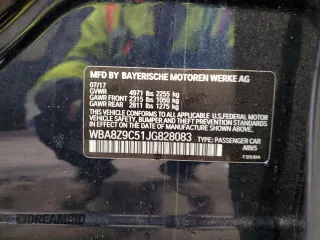 MFD BY BAYERISCHE MOTOREN WERKE AG
07/17
GVWR 4971 lbs 2255 kg
GAWR FRONT 2315 lbs 1050 kg
GAWR REAR 2811 lbs 1275 kg
THIS VEHICLE CONFORMS TO ALL APPLICABLE U.S. FEDERAL MOTOR
VEHICLE SAFETY, BUMPER, AND THEFT PREVENTION STANDARDS
IN EFFECT ON THE DATE OF MANUFACTURE SHOWN ABOVE.
WBA8Z9C51JG828083 TYPE: PASSENGER CAR